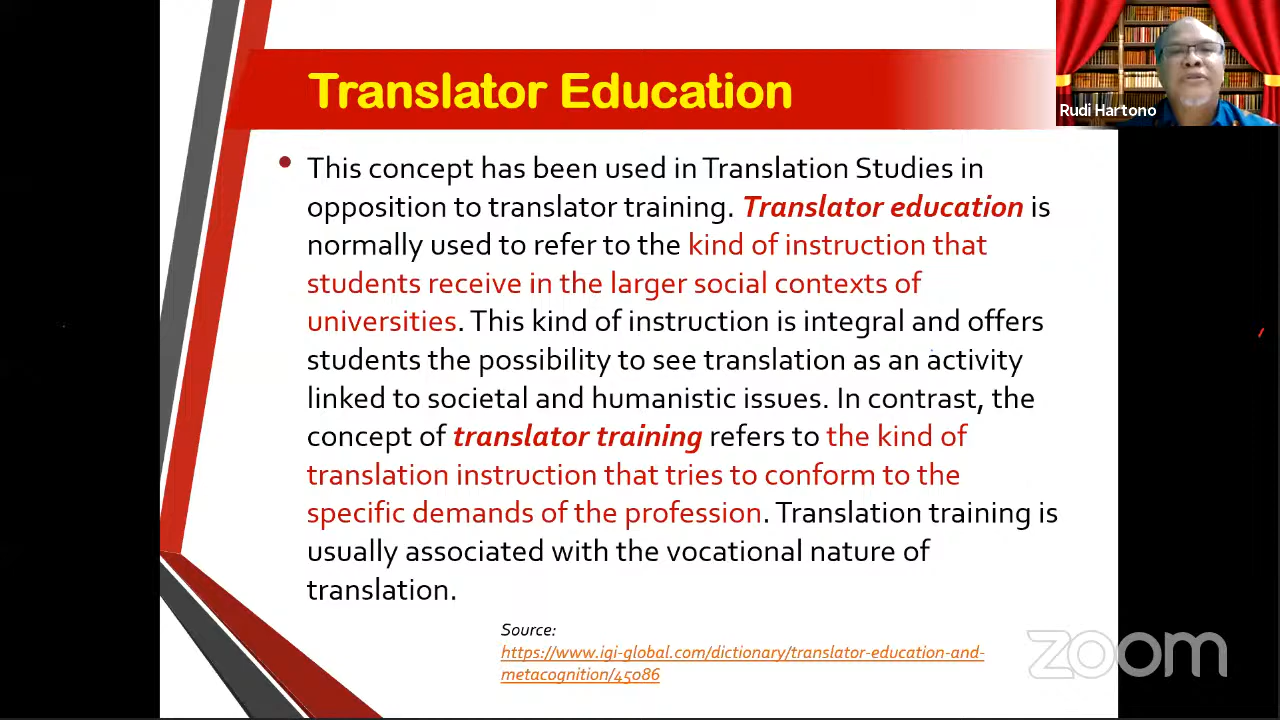 Translator Education
Rudi Hartono
• This concept has been used in Translation Studies in
opposition to translator training. Translator education is
normally used to refer to the kind of instruction that
students receive in the larger social contexts of
universities. This kind of instruction is integral and offers
students the possibility to see translation as an activity
linked to societal and humanistic issues. In contrast, the
concept of translator training refers to the kind of
translation instruction that tries to conform to the
specific demands of the profession. Translation training is
usually associated with the vocational nature of
translation.
Source:
https://www.igi-global.com/dictionary/translator-education-and-
metacognition/45086
zoom